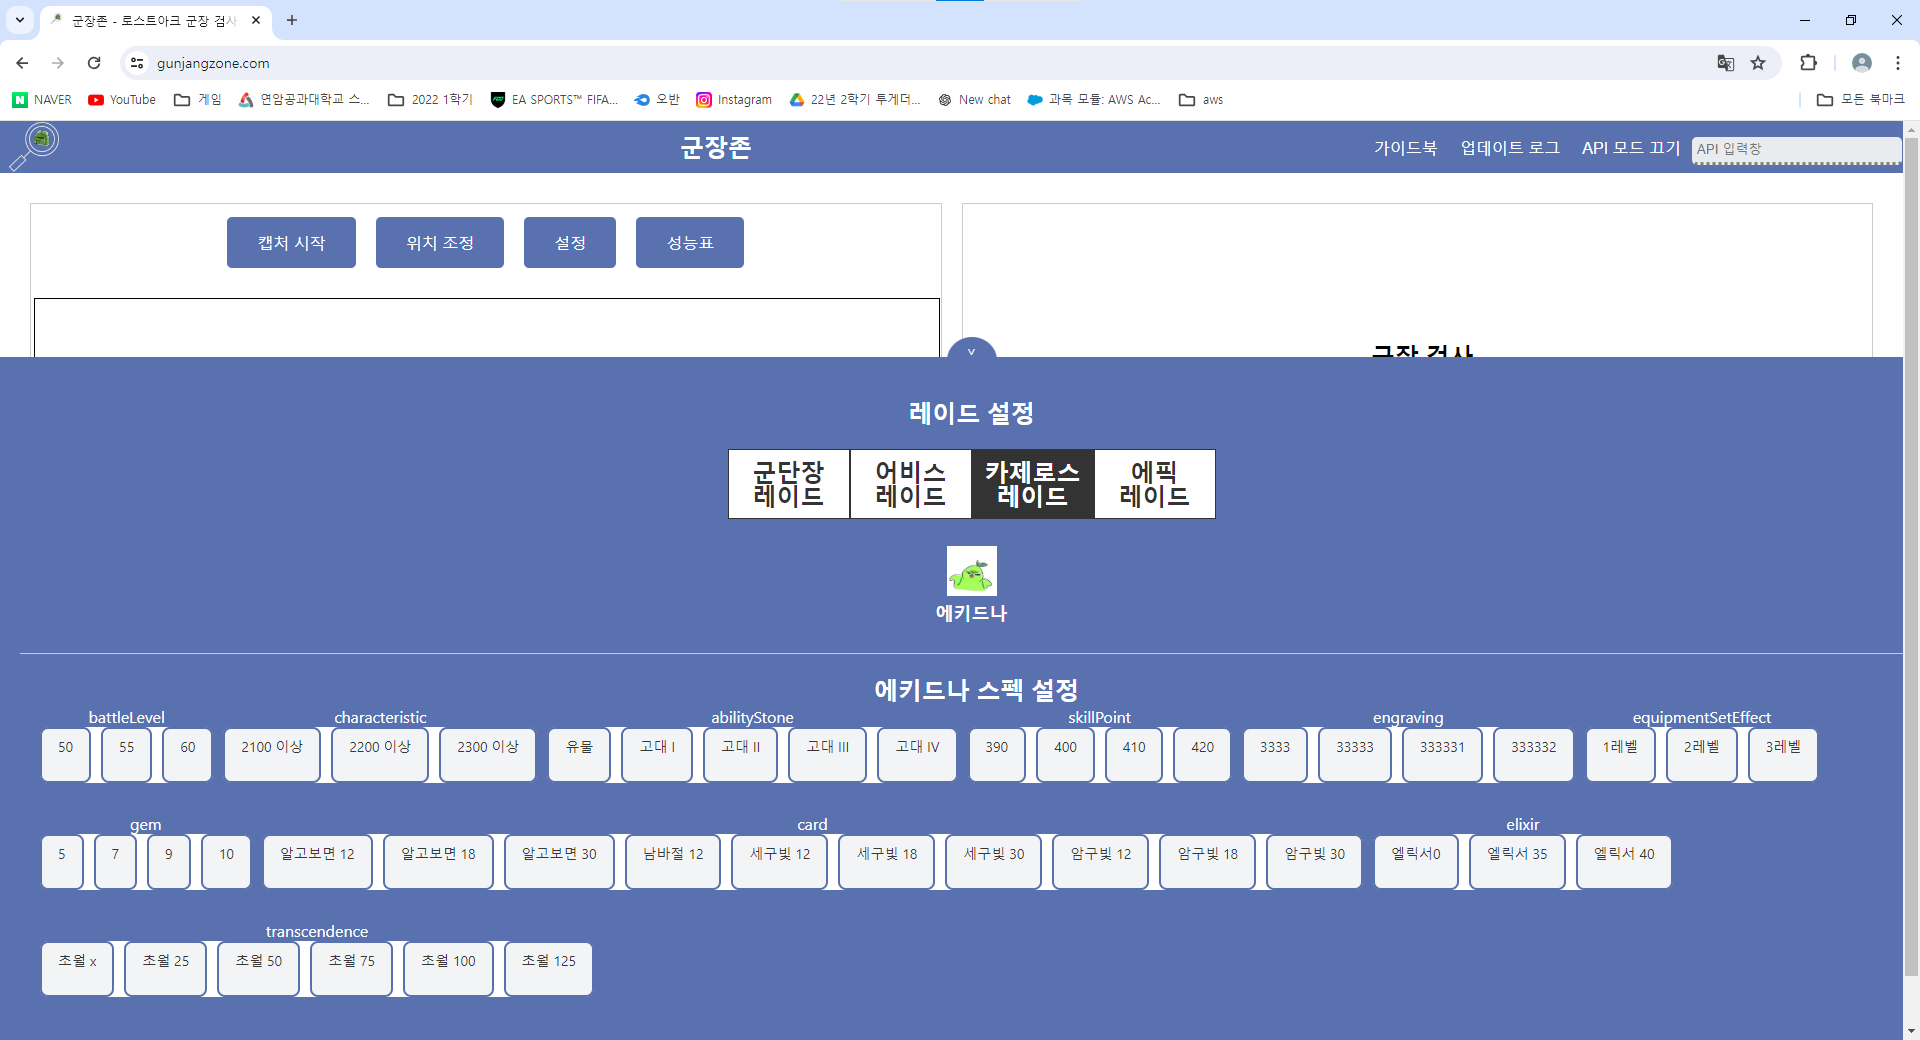 군장존 - 로스트아크 군장 검사
gunjangzone.com
NAVER
YouTube
게임
연암공과대학교 스...
2022 1학기
EA SPORTS™ FIFA...
오반
Instagram
22년 2학기 투게더...
New chat
과목 모듈: AWS Ac...
aws
모든 북마크
군장존
가이드북
업데이트 로그
API 모드 끄기
API 입력창
캡처 시작
위치 조정
설정
성능표
군장 검사
v
레이드 설정
군단장
레이드
어비스
레이드
카제로스
레이드
에픽
레이드
에키드나
에키드나 스펙 설정
battleLevel
50 55 60
characteristic
2100 이상 2200 이상 2300 이상
abilityStone
유물 고대 I 고대 II 고대 III 고대 IV
skillPoint
390 400 410 420
engraving
3333 33333 333331 333332
equipmentSetEffect
1레벨 2레벨 3레벨
gem
5 7 9 10
card
알고보면 12 알고보면 18 알고보면 30 남바절 12 세구빛 12 세구빛 18 세구빛 30 암구빛 12 암구빛 18 암구빛 30
elixir
엘릭서0 엘릭서 35 엘릭서 40
transcendence
초월 x 초월 25 초월 50 초월 75 초월 100 초월 125